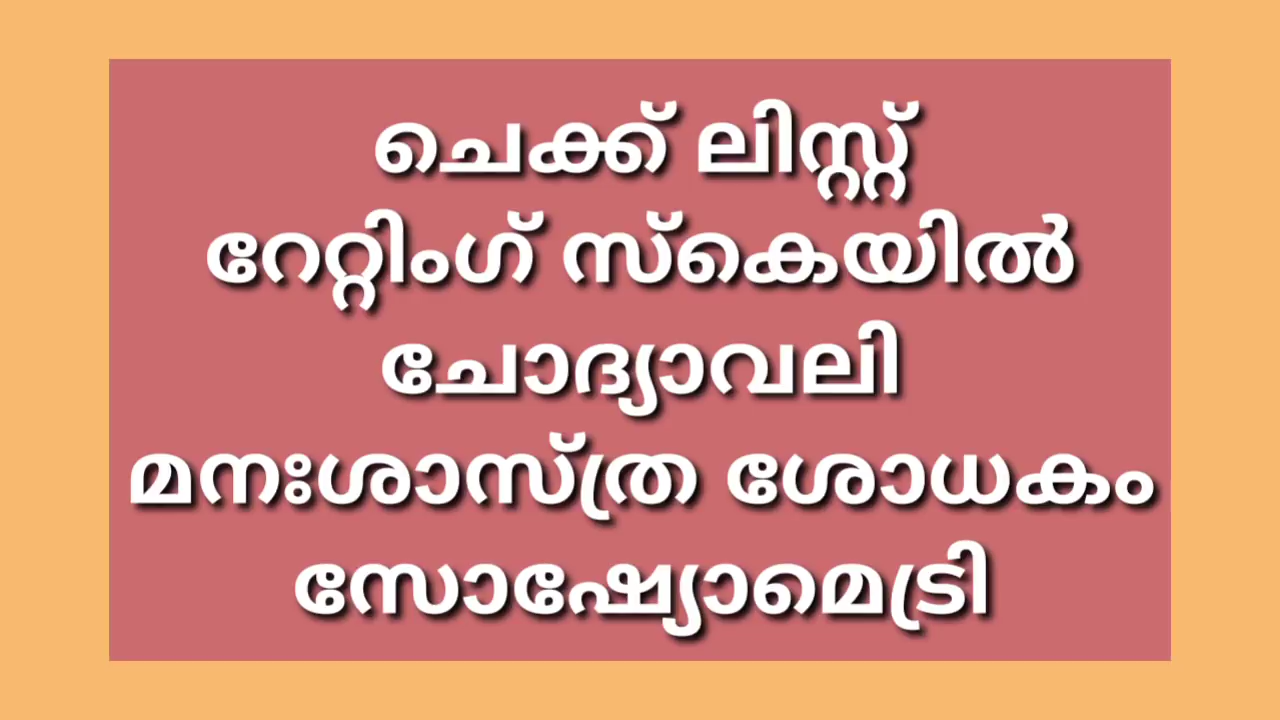 ചെക്ക് ലിസ്റ്റ്
റേറ്റിംഗ് സ്കെയിൽ
ചോദ്യാവലി
മനഃശാസ്ത്ര ശോധകം
സോഷ്യോമെട്രി